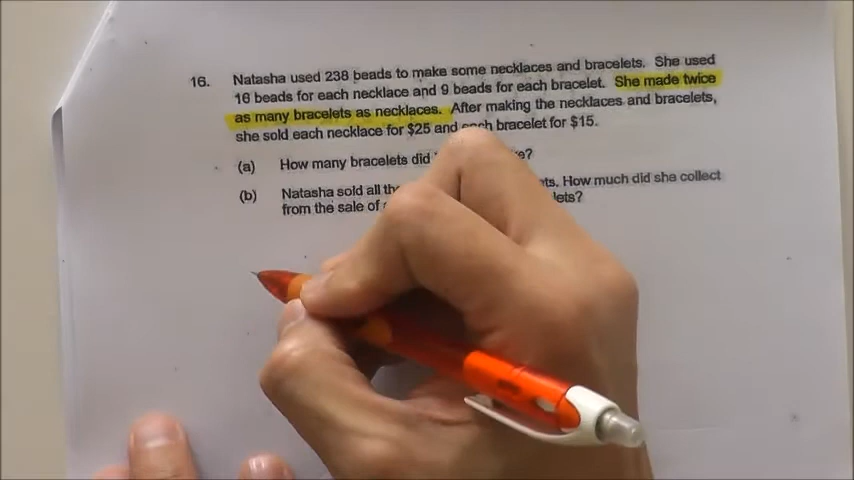 16. Natasha used 238 beads to make some necklaces and bracelets. She used
16 beads for each necklace and 9 beads for each bracelet. She made twice
as many bracelets as necklaces. After making the necklaces and bracelets,
she sold each necklace for $25 and each bracelet for $15.
(a) How many bracelets did
(b) Natasha sold all How much did she collect
from the sale of